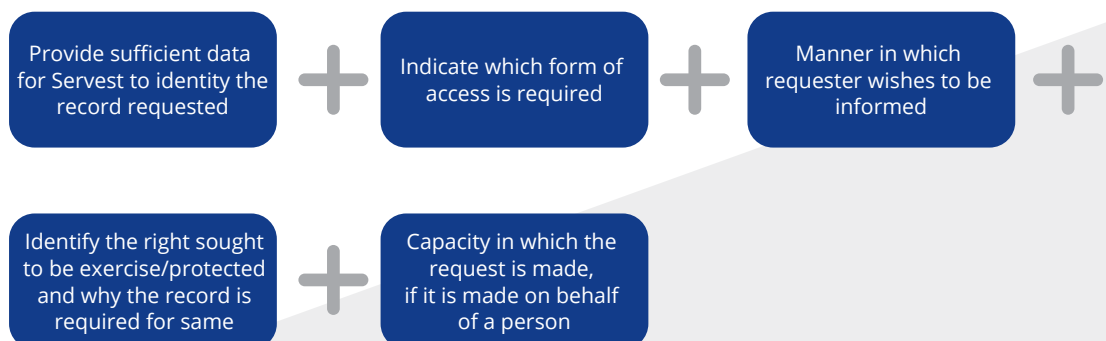 Provide sufficient data
for Servest to identity the
record requested
Indicate which form of
access is required
Manner in which
requester wishes to be
informed
Identify the right sought
to be exercise/protected
and why the record is
required for same
Capacity in which the
request is made,
if it is made on behalf
of a person